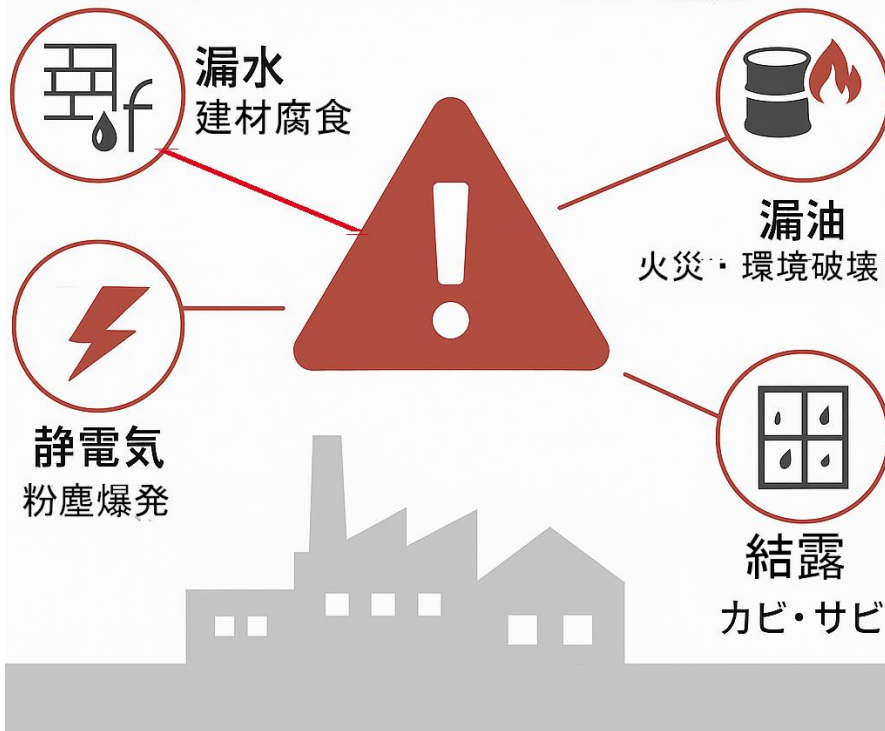 漏水
建材腐食
漏油
火災・環境破壊
静電気
粉塵爆発
結露
カビ・サビ